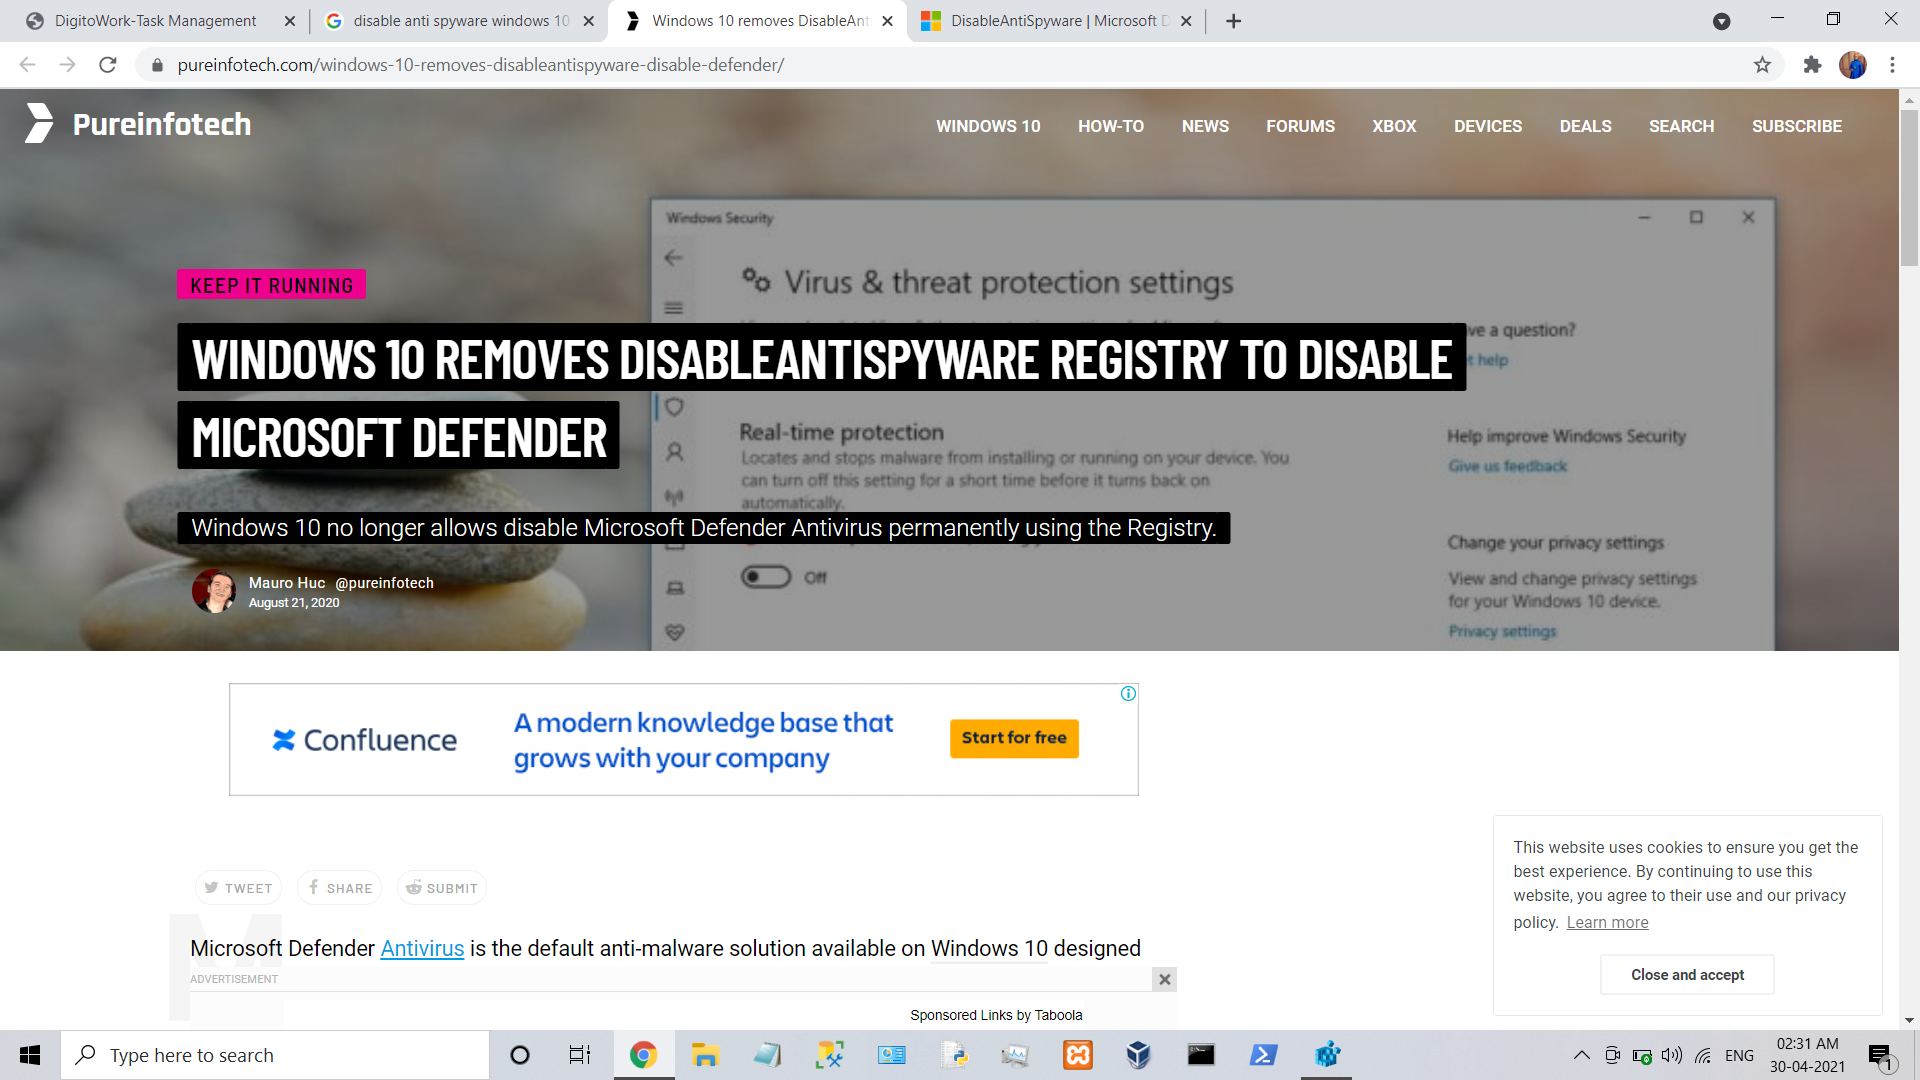 DigitoWork-Task Management
disable anti spyware windows 10
Windows 10 removes DisableAnt
DisableAntiSpyware | Microsoft D
pureinfotech.com/windows-10-removes-disableantispyware-disable-defender/
Pureinfotech
WINDOWS 10 HOW-TO NEWS FORUMS XBOX DEVICES DEALS SEARCH SUBSCRIBE
Windows Security
Virus & threat protection settings
KEEP IT RUNNING
ve a question?
WINDOWS 10 REMOVES DISABLEANTISPYWARE REGISTRY TO DISABLE
t help
MICROSOFT DEFENDER
Real-time protection
Locates and stops malware from installing or running on your device. You
can turn off this setting for a short time before it turns back on
automatically.
Help improve Windows Security
Give us feedback
Windows 10 no longer allows disable Microsoft Defender Antivirus permanently using the Registry.
Off
Change your privacy settings
View and change privacy settings
for your Windows 10 device.
Privacy settings
Mauro Huc @pureinfotech
August 21, 2020
Confluence
A modern knowledge base that
grows with your company
Start for free
TWEET SHARE SUBMIT
M
Microsoft Defender Antivirus is the default anti-malware solution available on Windows 10 designed
ADVERTISEMENT
Sponsored Links by Taboola
This website uses cookies to ensure you get the
best experience. By continuing to use this
website, you agree to their use and our privacy
policy. Learn more
Close and accept
Type here to search
ENG
02:31 AM
30-04-2021
1